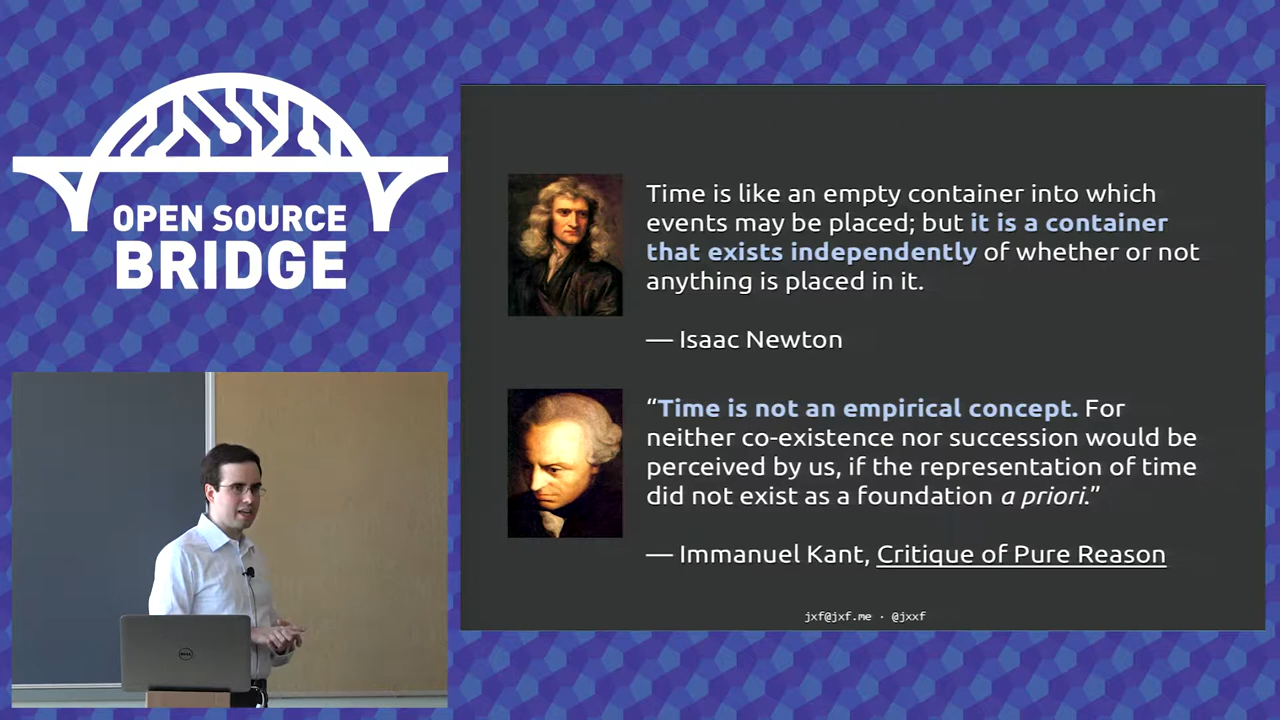 OPEN SOURCE
BRIDGE
Time is like an empty container into which
events may be placed; but it is a container
that exists independently of whether or not
anything is placed in it.
— Isaac Newton
“Time is not an empirical concept. For
neither co-existence nor succession would be
perceived by us, if the representation of time
did not exist as a foundation a priori.”
— Immanuel Kant, Critique of Pure Reason
jxf@jxf.me · @jxxf
DELL